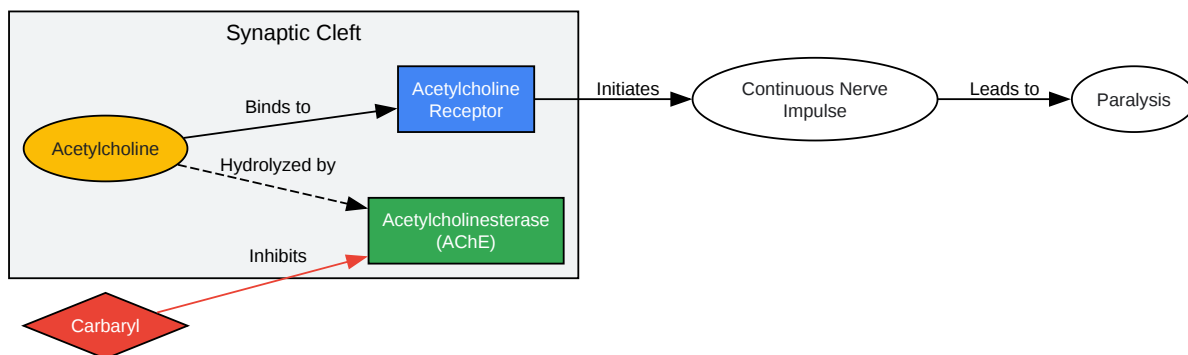 Synaptic Cleft
Acetylcholine
Binds to
Acetylcholine
Receptor
Initiates
Continuous Nerve
Impulse
Leads to
Paralysis
Hydrolyzed by
Acetylcholinesterase
(AChE)
Inhibits
Carbaryl